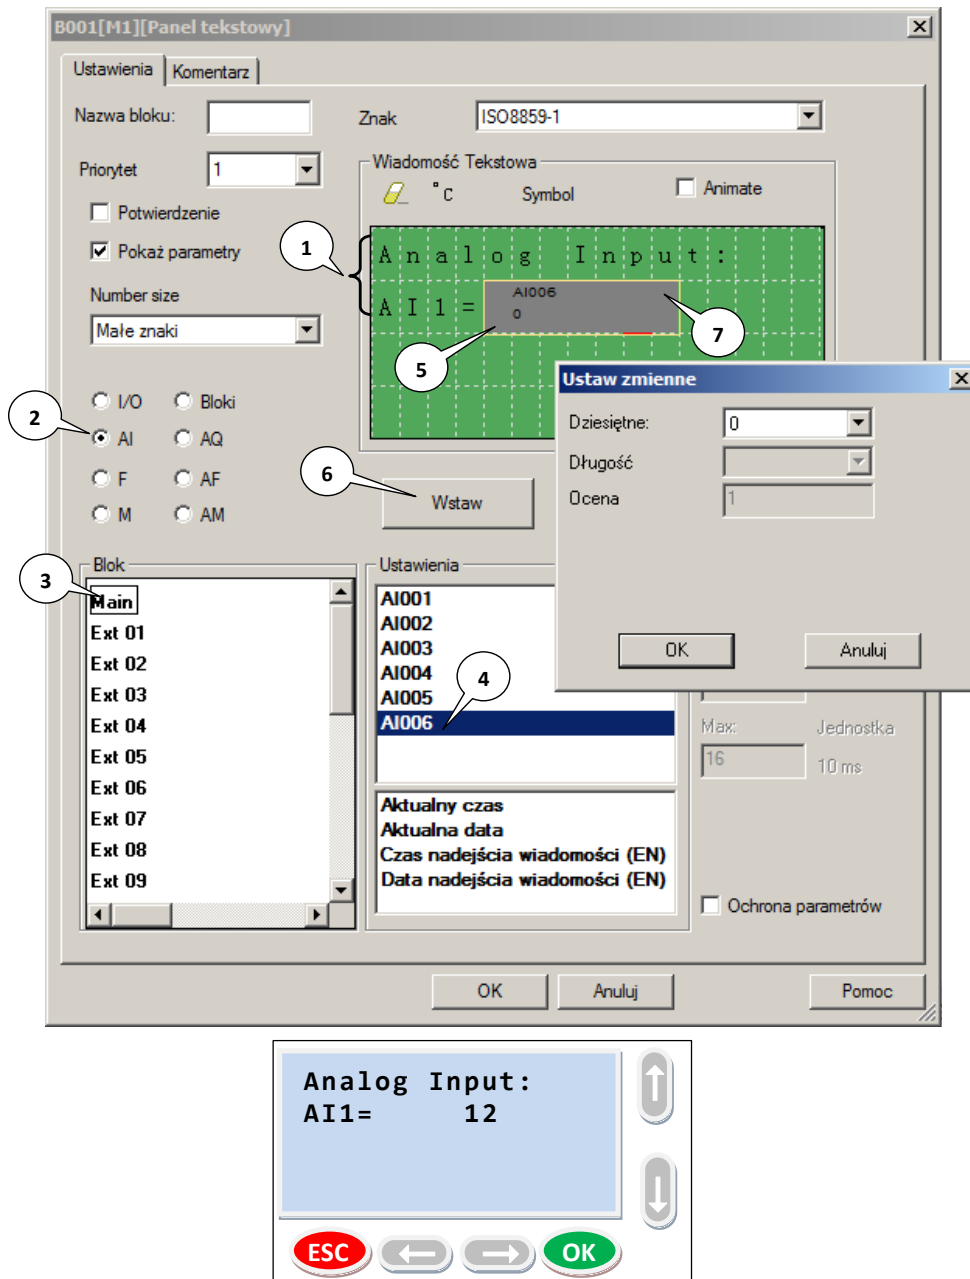 B001[M1][Panel tekstowy]
Ustawienia
Komentarz
Nazwa bloku:
Znak
ISO8859-1
Priorytet
1
Wiadomość Tekstowa
°C
Symbol
Animate
Potwierdzenie
Pokaż parametry
1
Analog Input:
Number size
AI1=
AI006
0
Małe znaki
5
7
Ustaw zmienne
2
I/O
Bloki
Dziesiętne:
0
AI
AQ
Długość
6
F
AF
Wstaw
Ocena
1
M
AM
3
Blok
Ustawienia
Main
Ext 01
Ext 02
Ext 03
Ext 04
Ext 05
Ext 06
Ext 07
Ext 08
Ext 09
AI001
AI002
AI003
AI004
AI005
AI006
4
OK
Anuluj
Max:
Jednostka
16
10 ms
Aktualny czas
Aktualna data
Czas nadejścia wiadomości (EN)
Data nadejścia wiadomości (EN)
Ochrona parametrów
OK
Anuluj
Pomoc
Analog Input:
AI1= 12
ESC
OK